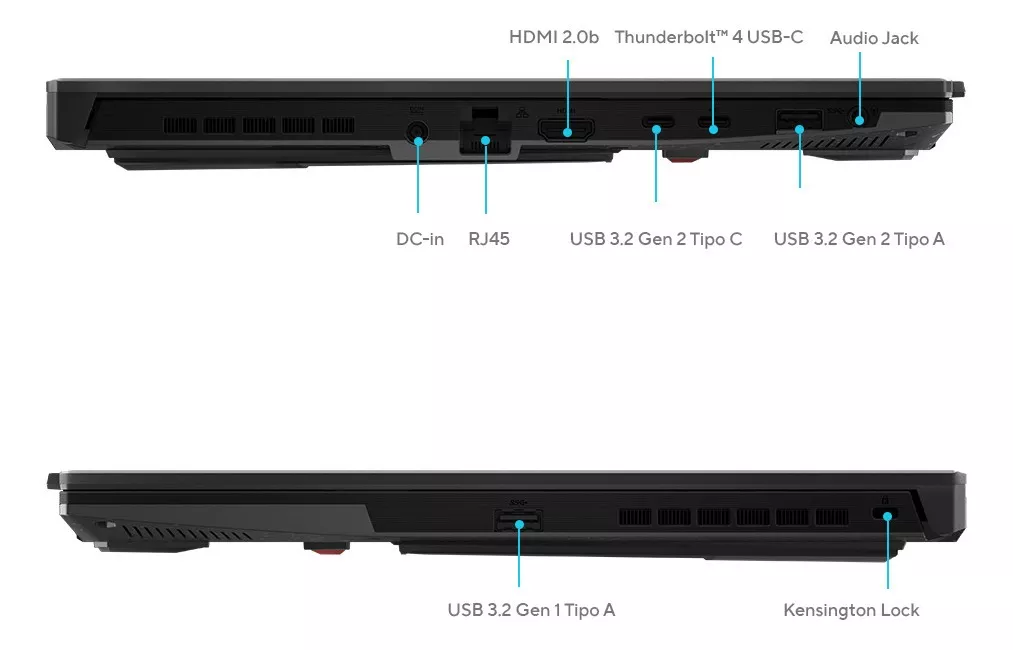 HDMI 2.0b
Thunderbolt™ 4 USB-C
Audio Jack
DC-in
RJ45
USB 3.2 Gen 2 Tipo C
USB 3.2 Gen 2 Tipo A
USB 3.2 Gen 1 Tipo A
Kensington Lock